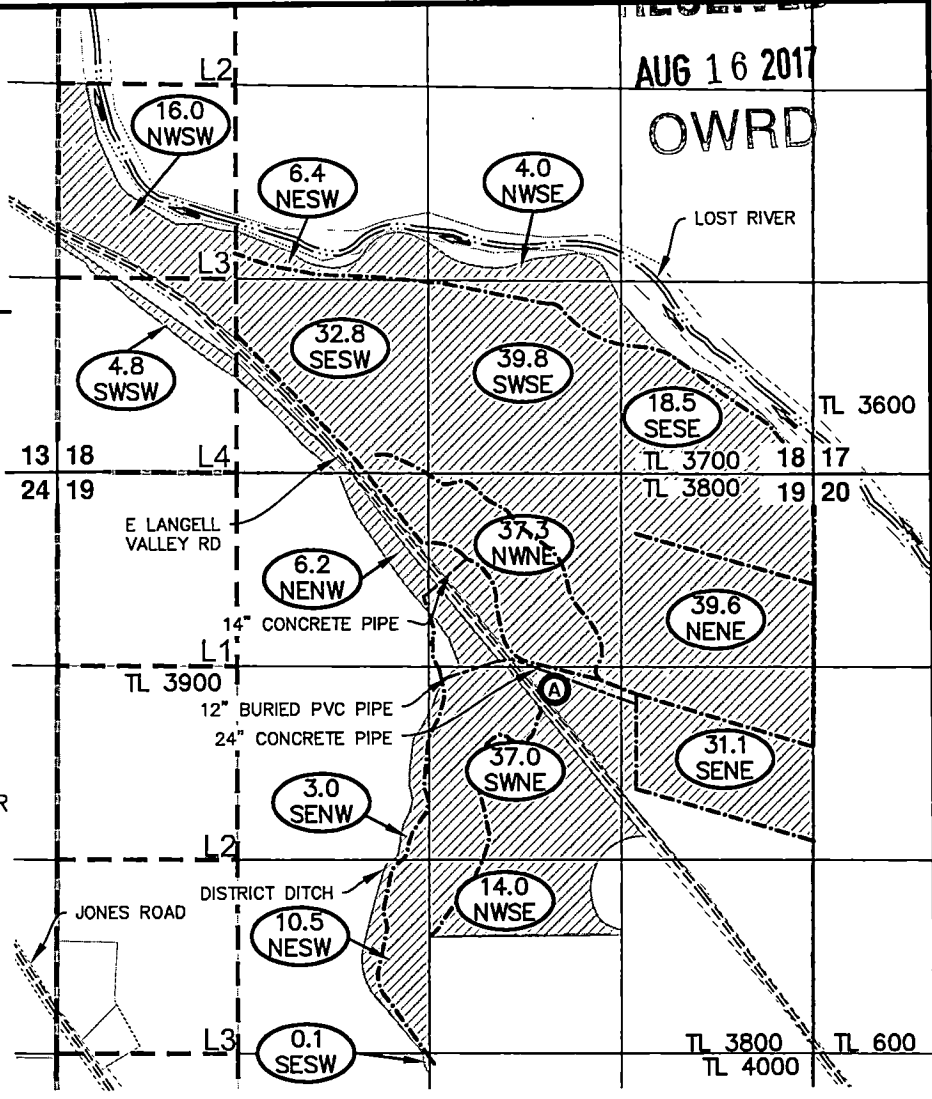 RECEIVED
AUG 16 2017
OWRD
L2
16.0
NWSW
6.4
NESW
4.0
NWSE
LOST RIVER
L3
32.8
SESW
39.8
SWSE
4.8
SWSW
18.5
SESE
TL 3600
13 18
L4
TL 3700
18 17
24 19
TL 3800
19 20
E LANGELL
VALLEY RD
37.3
NWNE
6.2
NENW
39.6
NENE
14" CONCRETE PIPE
L1
TL 3900
A
12" BURIED PVC PIPE
24" CONCRETE PIPE
37.0
SWNE
31.1
SENE
3.0
SENW
R
L2
DISTRICT DITCH
14.0
NWSE
JONES ROAD
10.5
NESW
L3
0.1
SESW
TL 3800
TL 600
TL 4000